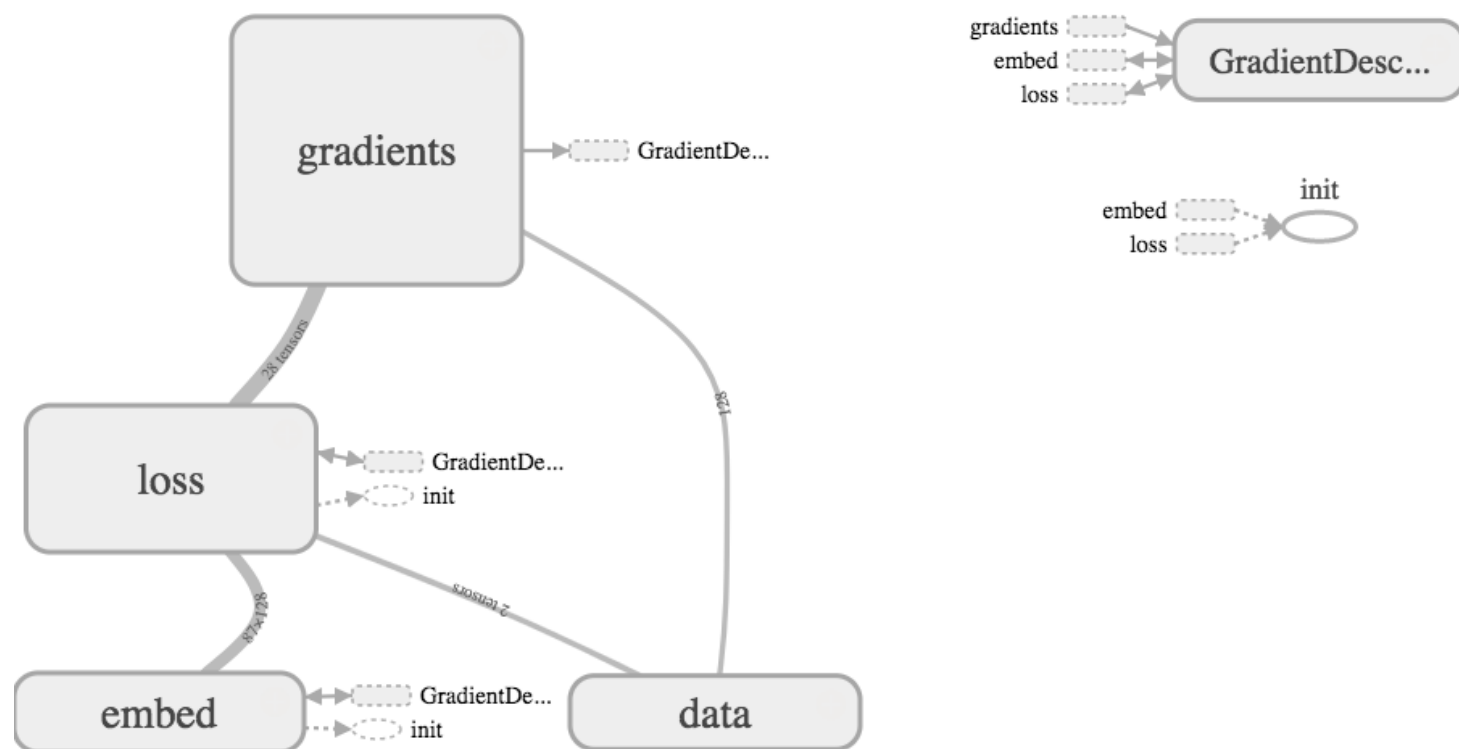 gradients
GradientDesc...
embed
loss
gradients
GradientDe...
init
embed
loss
28 tensors
128
loss
GradientDe...
init
2 tensors
87×128
embed
GradientDe...
init
data